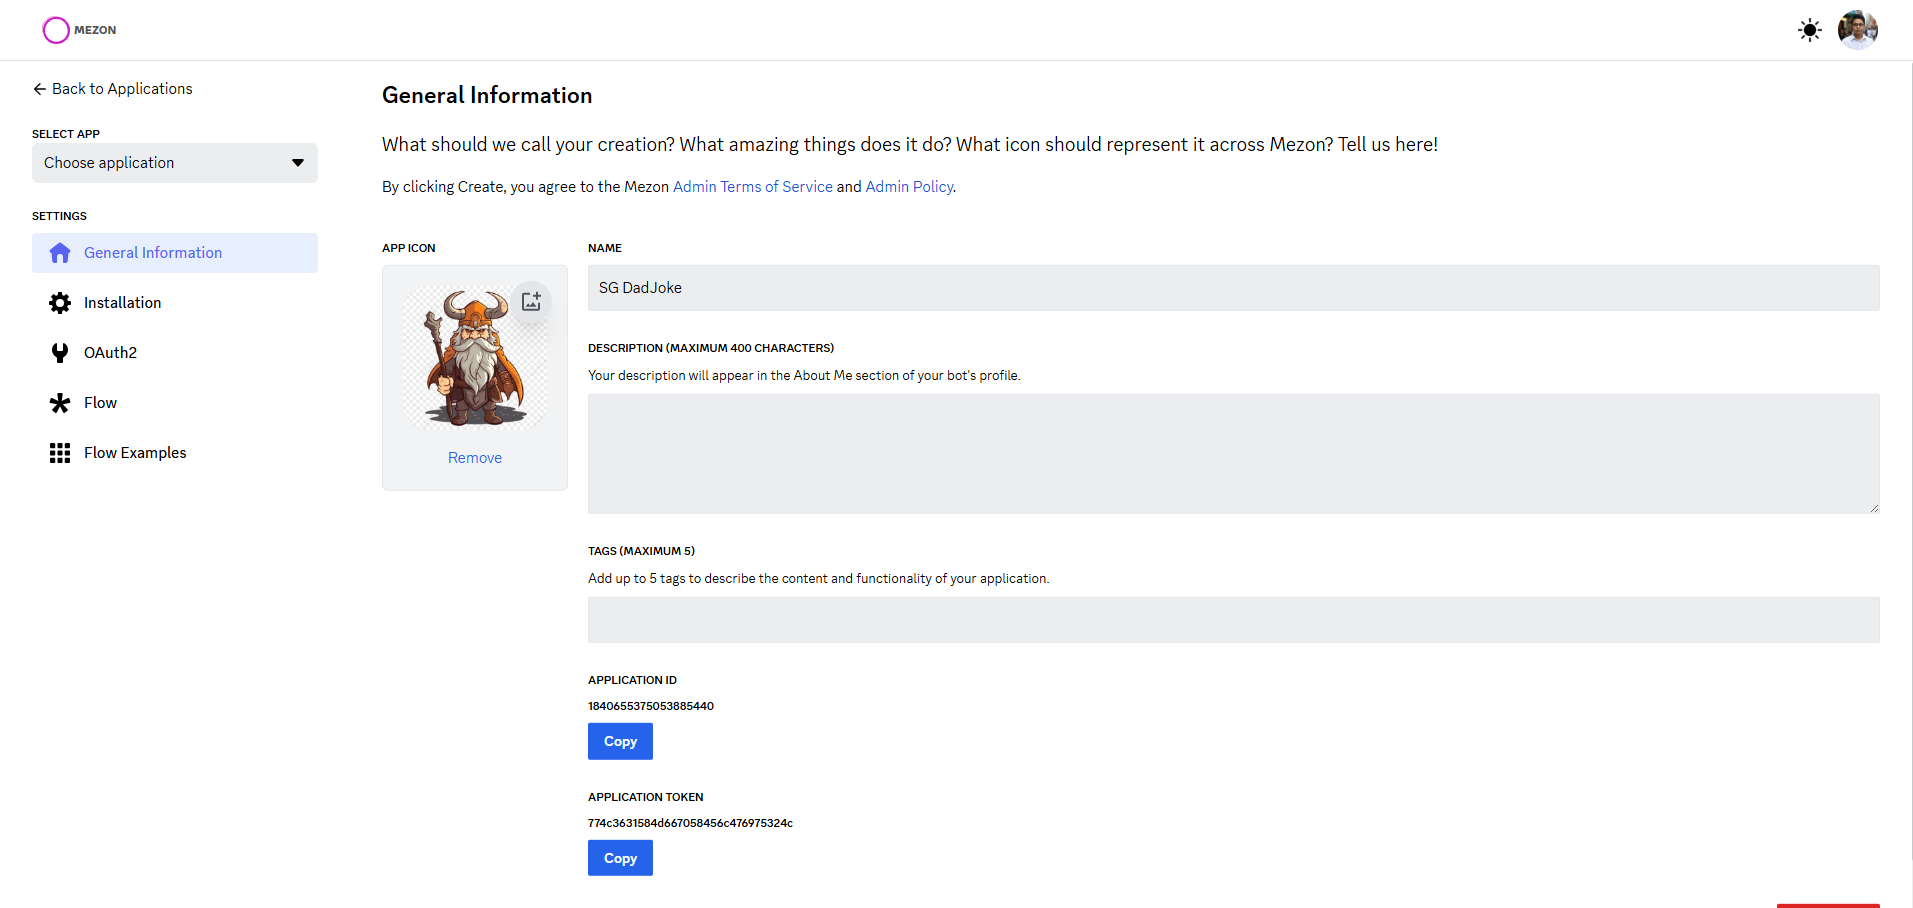 MEZON
Back to Applications
SELECT APP
Choose application
SETTINGS
General Information
Installation
OAuth2
Flow
Flow Examples
General Information
What should we call your creation? What amazing things does it do? What icon should represent it across Mezon? Tell us here!
By clicking Create, you agree to the Mezon Admin Terms of Service and Admin Policy.
APP ICON
Remove
NAME
SG DadJoke
DESCRIPTION (MAXIMUM 400 CHARACTERS)
Your description will appear in the About Me section of your bot's profile.
TAGS (MAXIMUM 5)
Add up to 5 tags to describe the content and functionality of your application.
APPLICATION ID
1840655375053885440
Copy
APPLICATION TOKEN
774c3631584d667058456c476975324c
Copy